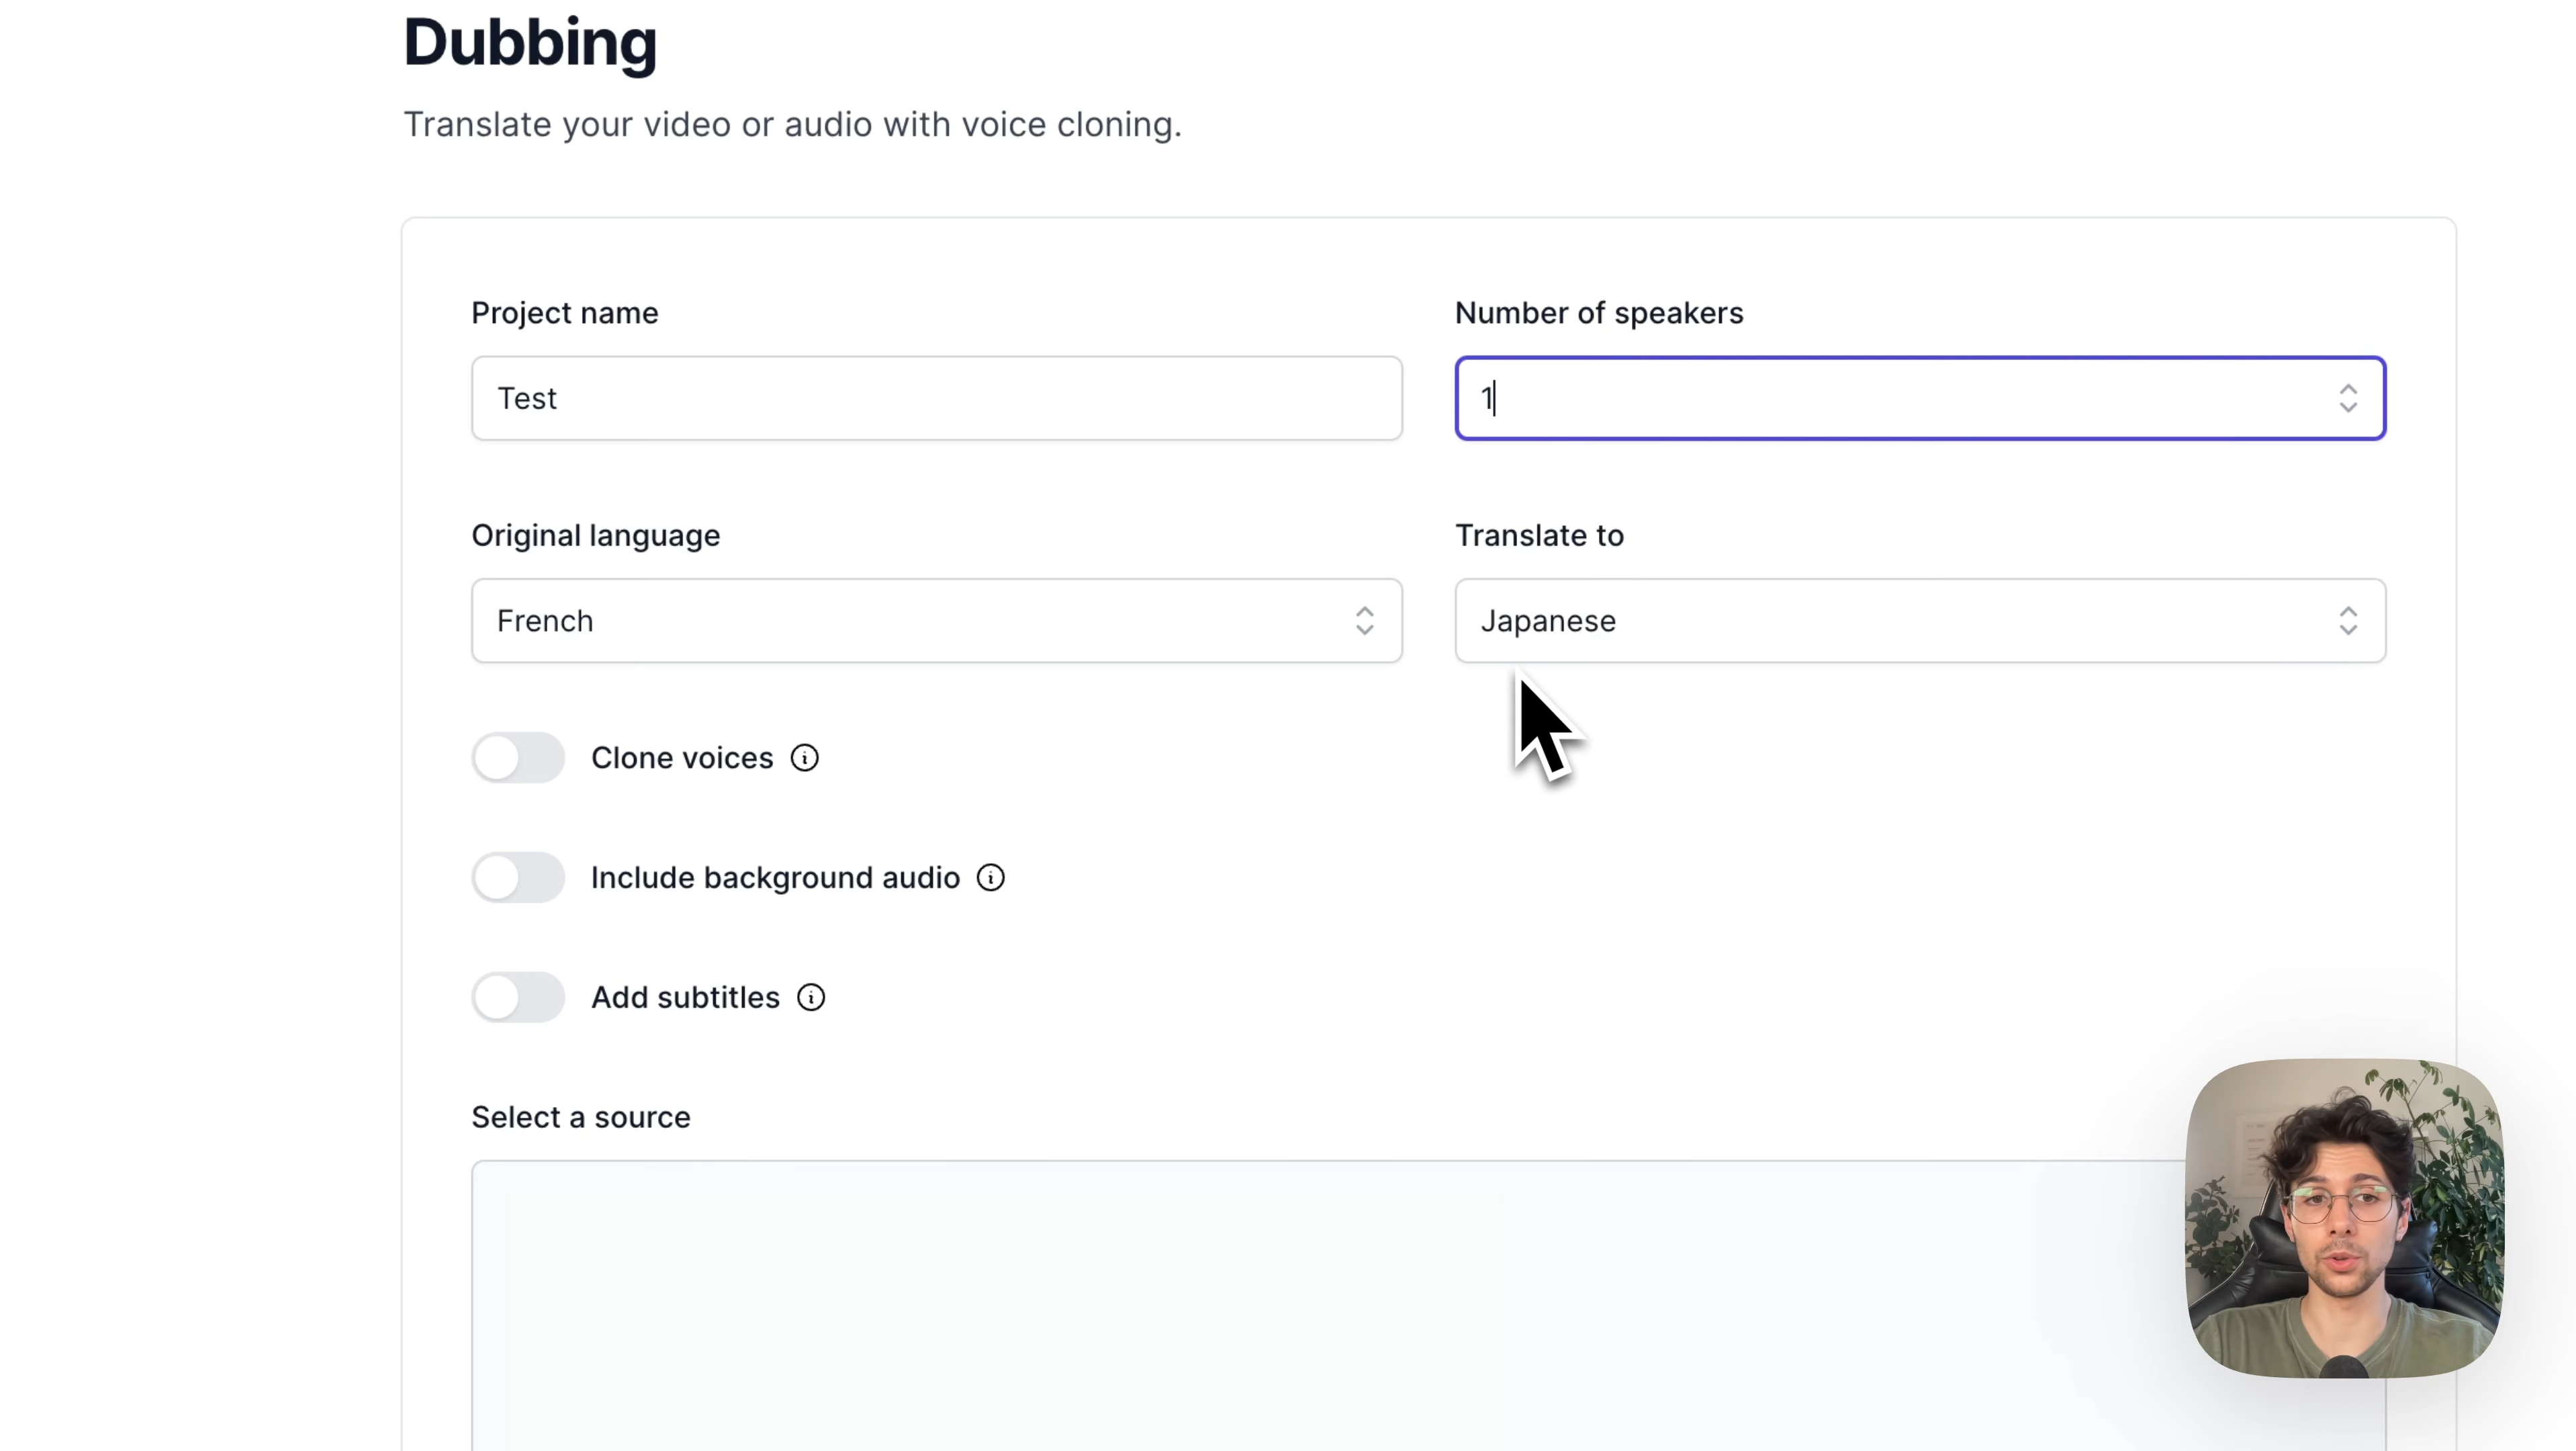 Dubbing
Translate your video or audio with voice cloning.
Project name
Number of speakers
Test
1
Original language
Translate to
French
Japanese
Clone voices
Include background audio
Add subtitles
Select a source